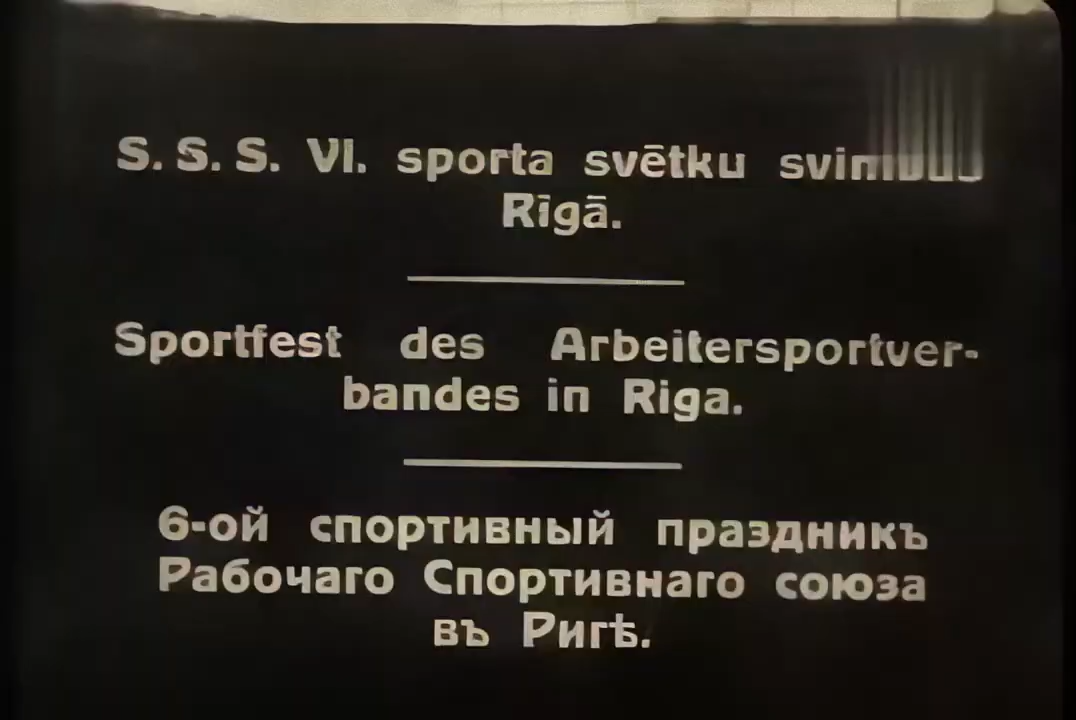 S. S. S. VI. sporta svētku
Rīgā.
Sportfest des Arbeitersportver-
bandes in Riga.
6-ой спортивный праздникъ
Рабочаго Спортивнаго союза
въ Ригѣ.